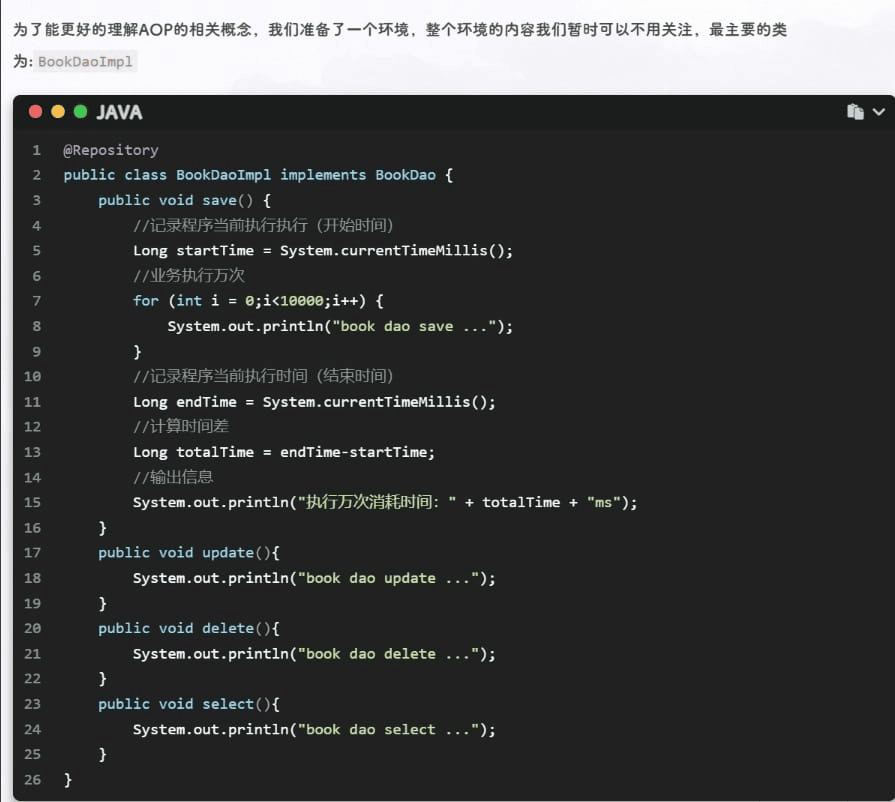 为了能更好的理解AOP的相关概念，我们准备了一个环境，整个环境的内容我们暂时可以不用关注，最主要的类
为: BookDaoImpl
JAVA
1 @Repository
2 public class BookDaoImpl implements BookDao {
3 public void save() {
4 //记录程序当前执行执行（开始时间）
5 Long startTime = System.currentTimeMillis();
6 //业务执行万次
7 for (int i = 0;i<10000;i++) {
8 System.out.println("book dao save ...");
9 }
10 //记录程序当前执行时间（结束时间）
11 Long endTime = System.currentTimeMillis();
12 //计算时间差
13 Long totalTime = endTime-startTime;
14 //输出信息
15 System.out.println("执行万次消耗时间：" + totalTime + "ms");
16 }
17 public void update(){
18 System.out.println("book dao update ...");
19 }
20 public void delete(){
21 System.out.println("book dao delete ...");
22 }
23 public void select(){
24 System.out.println("book dao select ...");
25 }
26 }